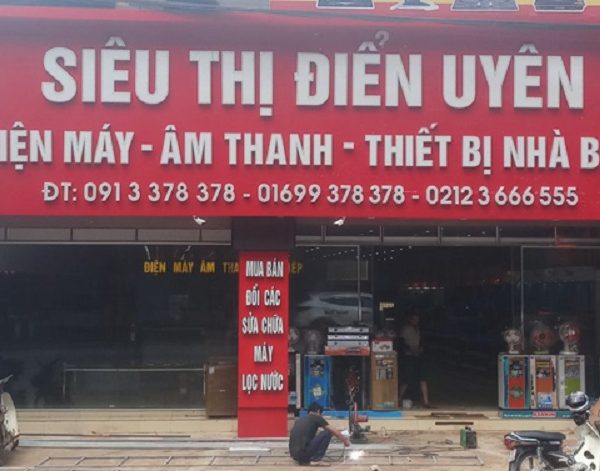 SIÊU THỊ ĐIỂN UYÊN
IỆN MÁY - ÂM THANH - THIẾT BỊ NHÀ B
ĐT: 091 3 378 378 - 01699 378 378 - 0212 3 666 555
ĐIỆN MÁY ÂM THA
MUA BÁN
ĐỔI CÁC
SỬA CHỮA
MÁY
LỌC NƯỚC